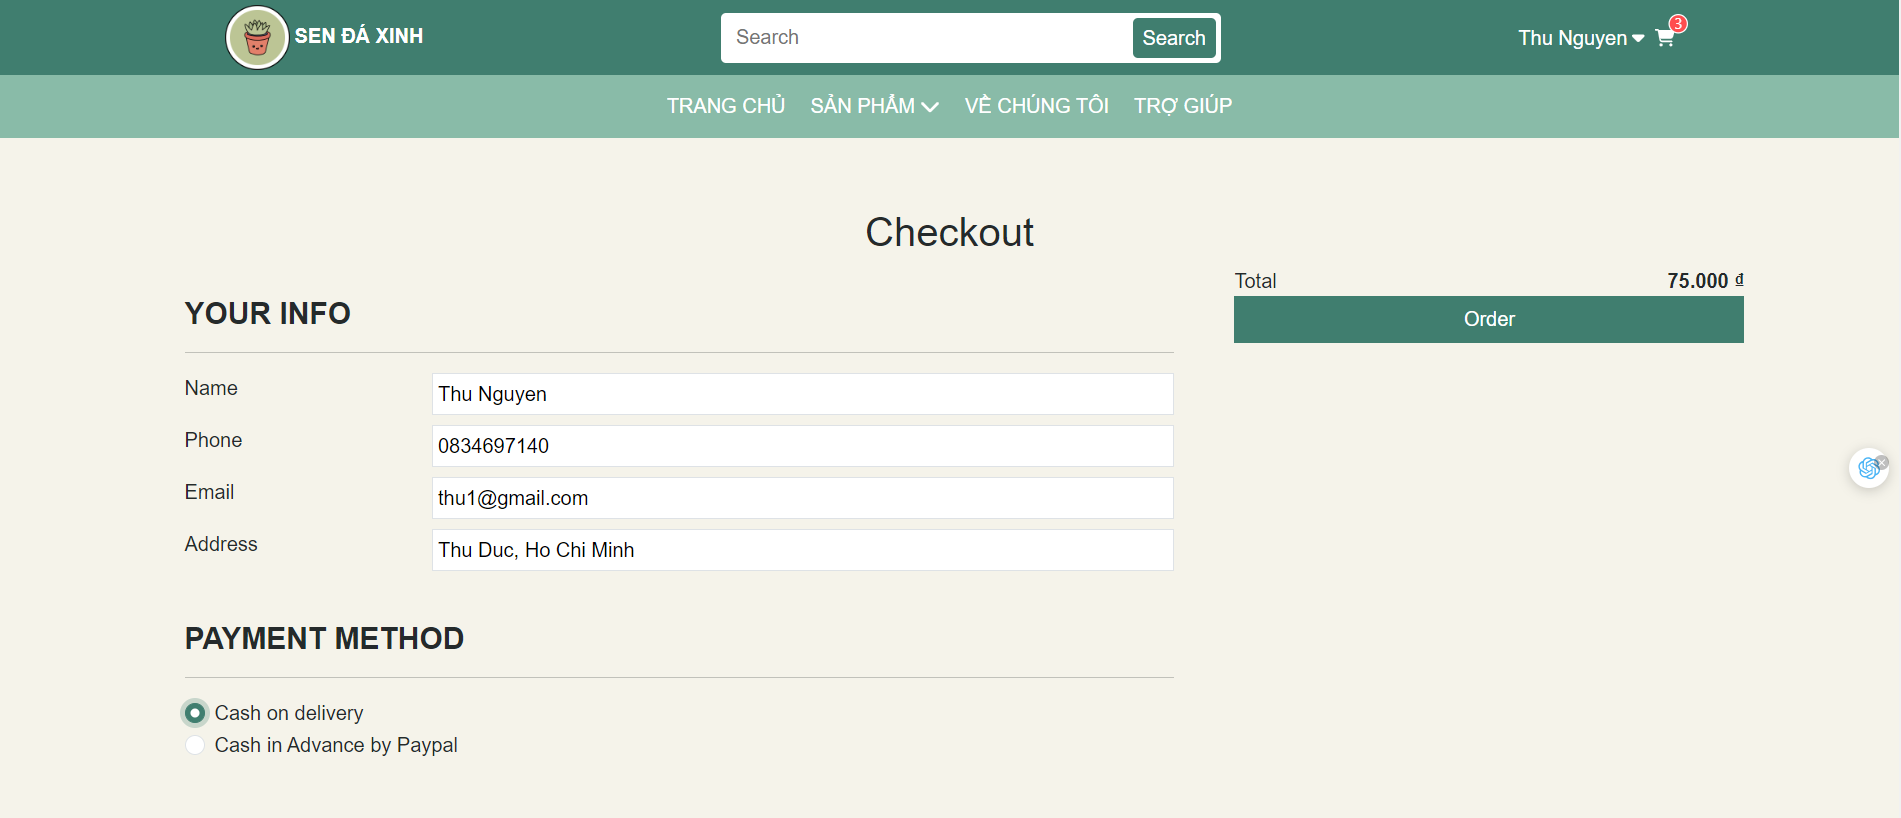 SEN ĐÁ XINH
Search
Search
Thu Nguyen
3
TRANG CHỦ SẢN PHẨM VỀ CHÚNG TÔI TRỢ GIÚP
Checkout
Total 75.000 ₫
Order
YOUR INFO
Name Thu Nguyen
Phone 0834697140
Email thu1@gmail.com
Address Thu Duc, Ho Chi Minh
PAYMENT METHOD
Cash on delivery
Cash in Advance by Paypal